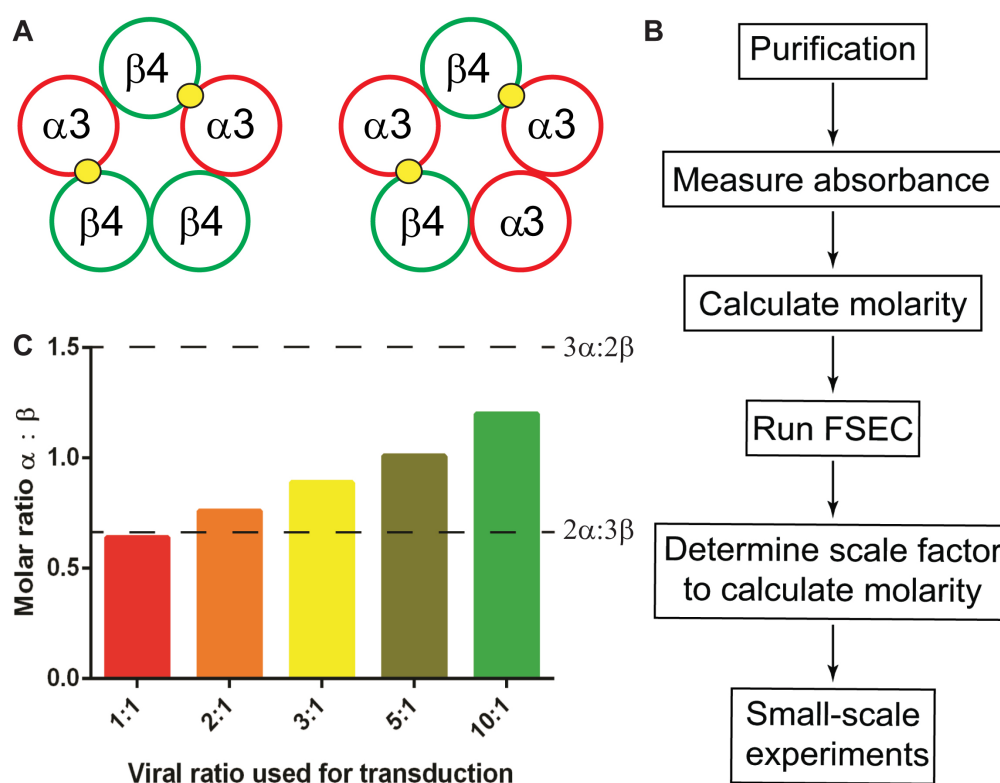 A
β4
α3
α3
β4
β4
β4
α3
α3
β4
α3
B
Purification
Measure absorbance
Calculate molarity
Run FSEC
Determine scale factor
to calculate molarity
Small-scale
experiments
C
Molar ratio α : β
1.5
1.0
0.5
0.0
3α:2β
2α:3β
1:1
2:1
3:1
5:1
10:1
Viral ratio used for transduction